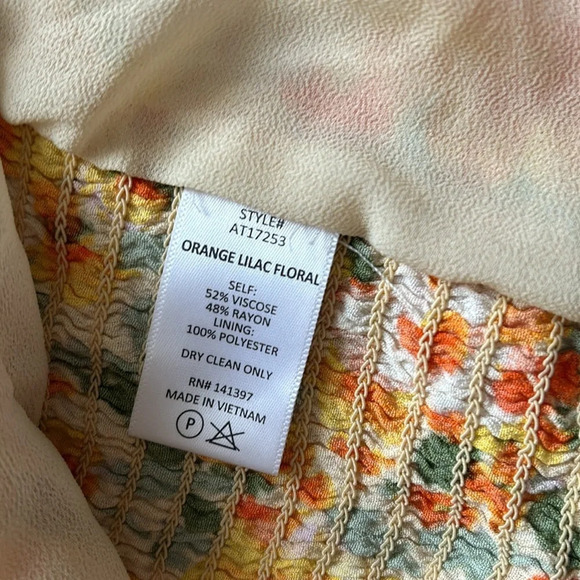 STYLE#
AT17253
ORANGE LILAC FLORAL
SELF:
52% VISCOSE
48% RAYON
LINING:
100% POLYESTER
DRY CLEAN ONLY
RN# 141397
MADE IN VIETNAM
P